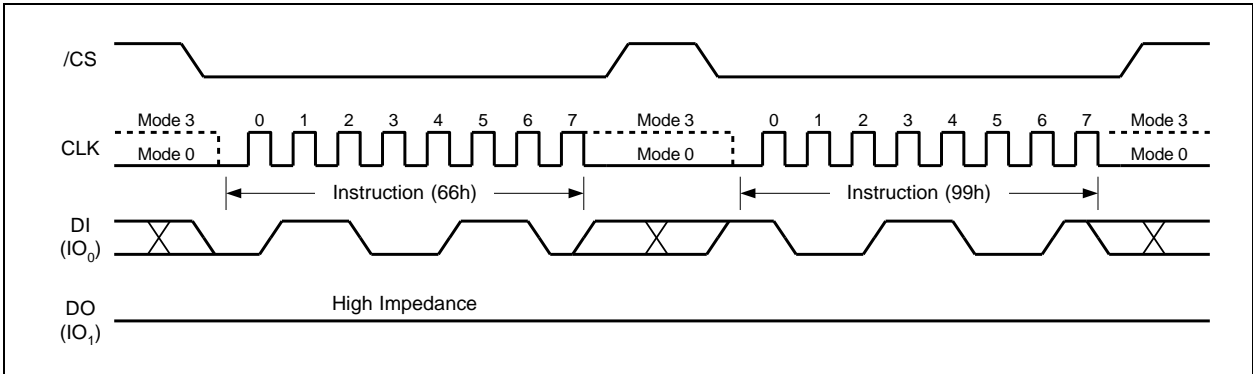 /CS
Mode 3 0 1 2 3 4 5 6 7 Mode 3 0 1 2 3 4 5 6 7 Mode 3
CLK
Mode 0 Mode 0 Mode 0
Instruction (66h) Instruction (99h)
DI
(IO0)
High Impedance
DO
(IO1)